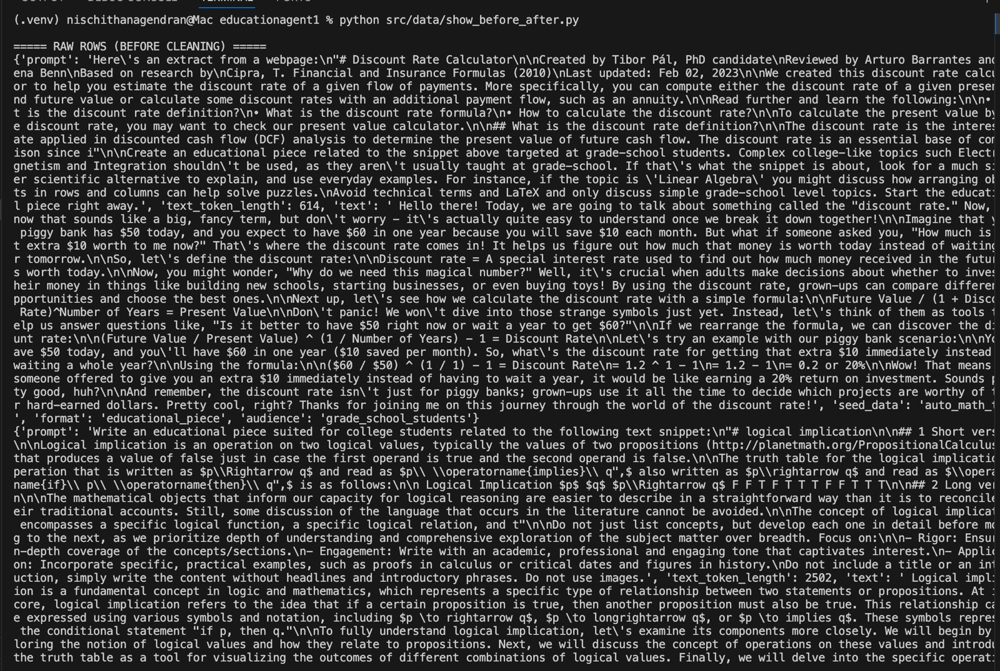 TERMINAL
(.venv) nischithanagendran@Mac educationagent1 % python src/data/show_before_after.py
===== RAW ROWS (BEFORE CLEANING) =====
{'prompt': 'Here\'s an extract from a webpage:\n"# Discount Rate Calculator\n\nCreated by Tibor Pál, PhD candidate\nReviewed by Arturo Barrantes and
ena Benn\nBased on research by\nCipra, T. Financial and Insurance Formulas (2010)\nLast updated: Feb 02, 2023\n\nWe created this discount rate calcu
or to help you estimate the discount rate of a given flow of payments. More specifically, you can compute either the discount rate of a given presen
nd future value or calculate some discount rates with an additional payment flow, such as an annuity.\n\nRead further and learn the following:\n\n•
t is the discount rate definition?\n• What is the discount rate formula?\n• How to calculate the discount rate?\n\nTo calculate the present value by
e discount rate, you may want to check our present value calculator.\n\n## What is the discount rate definition?\n\nThe discount rate is the interes
ate applied in discounted cash flow (DCF) analysis to determine the present value of future cash flow. The discount rate is an essential base of com
ison since i"\n\nCreate an educational piece related to the snippet above targeted at grade-school students. Complex college-like topics such Electr
gnetism and Integration shouldn\'t be used, as they aren\'t usually taught at grade-school. If that\'s what the snippet is about, look for a much si
er scientific alternative to explain, and use everyday examples. For instance, if the topic is \'Linear Algebra\' you might discuss how arranging ob
ts in rows and columns can help solve puzzles.\nAvoid technical terms and LaTeX and only discuss simple grade-school level topics. Start the educati
l piece right away.', 'text_token_length': 614, 'text': ' Hello there! Today, we are going to talk about something called the "discount rate." Now,
now that sounds like a big, fancy term, but don\'t worry – it\'s actually quite easy to understand once we break it down together!\n\nImagine that y
piggy bank has $50 today, and you expect to have $60 in one year because you will save $10 each month. But what if someone asked you, "How much is
t extra $10 worth to me now?" That\'s where the discount rate comes in! It helps us figure out how much that money is worth today instead of waiting
r tomorrow.\n\nSo, let\'s define the discount rate:\n\nDiscount rate = A special interest rate used to find out how much money received in the futur
s worth today.\n\nNow, you might wonder, "Why do we need this magical number?" Well, it\'s crucial when adults make decisions about whether to inves
heir money in things like building new schools, starting businesses, or even buying toys! By using the discount rate, grown-ups can compare differen
pportunities and choose the best ones.\n\nNext up, let\'s see how we calculate the discount rate with a simple formula:\n\nFuture Value / (1 + Disco
Rate)^Number of Years = Present Value\n\nDon\'t panic! We won\'t dive into those strange symbols just yet. Instead, let\'s think of them as tools t
elp us answer questions like, "Is it better to have $50 right now or wait a year to get $60?"\n\nIf we rearrange the formula, we can discover the di
unt rate:\n\n(Future Value / Present Value) ^ (1 / Number of Years) – 1 = Discount Rate\n\nLet\'s try an example with our piggy bank scenario:\n\nYo
ave $50 today, and you\'ll have $60 in one year ($10 saved per month). So, what\'s the discount rate for getting that extra $10 immediately instead
waiting a whole year?\n\nUsing the formula:\n\n($60 / $50) ^ (1 / 1) – 1 = Discount Rate\n= 1.2 ^ 1 – 1\n= 1.2 – 1\n= 0.2 or 20%\n\nWow! That means
someone offered to give you an extra $10 immediately instead of having to wait a year, it would be like earning a 20% return on investment. Sounds p
ty good, huh?\n\nAnd remember, the discount rate isn\'t just for piggy banks; grown-ups use it all the time to decide which projects are worthy of t
r hard-earned dollars. Pretty cool, right? Thanks for joining me on this journey through the world of the discount rate!', 'seed_data': 'auto_math_t
', 'format': 'educational_piece', 'audience': 'grade_school_students'}
{'prompt': 'Write an educational piece suited for college students related to the following text snippet:\n"# logical implication\n\n## 1 Short vers
\n\nLogical implication is an operation on two logical values, typically the values of two propositions (http://planetmath.org/PropositionalCalculus
that produces a value of false just in case the first operand is true and the second operand is false.\n\nThe truth table for the logical implicatio
peration that is written as $p\\Rightarrow q$ and read as $p\\ \\operatorname{implies}\\ q",$ also written as $p\\rightarrow q$ and read as $\\opera
name{if}\\ p\\ \\operatorname{then}\\ q",$ is as follows:\n\n Logical Implication $p$ $q$ $p\\Rightarrow q$ F F T F T T T F F T T T\n\n## 2 Long ver
n\n\nThe mathematical objects that inform our capacity for logical reasoning are easier to describe in a straightforward way than it is to reconcile
eir traditional accounts. Still, some discussion of the language that occurs in the literature cannot be avoided.\n\nThe concept of logical implicat
encompasses a specific logical function, a specific logical relation, and t"\n\nDo not just list concepts, but develop each one in detail before mo
g to the next, as we prioritize depth of understanding and comprehensive exploration of the subject matter over breadth. Focus on:\n\n- Rigor: Ensur
n-depth coverage of the concepts/sections.\n- Engagement: Write with an academic, professional and engaging tone that captivates interest.\n- Applic
on: Incorporate specific, practical examples, such as proofs in calculus or critical dates and figures in history.\nDo not include a title or an int
uction, simply write the content without headlines and introductory phrases. Do not use images.', 'text_token_length': 2502, 'text': ' Logical impli
ion is a fundamental concept in logic and mathematics, which represents a specific type of relationship between two statements or propositions. At i
core, logical implication refers to the idea that if a certain proposition is true, then another proposition must also be true. This relationship ca
e expressed using various symbols and notation, including $p \to rightarrow q$, $p \to longrightarrow q$, or $p \to implies q$. These symbols repres
the conditional statement "if p, then q."\n\nTo fully understand logical implication, let\'s examine its components more closely. We will begin by
loring the notion of logical values and how they relate to propositions. Next, we will discuss the concept of operations on these values and introdu
the truth table as a tool for visualizing the outcomes of different combinations of logical values. Finally, we will delve into the specific operati